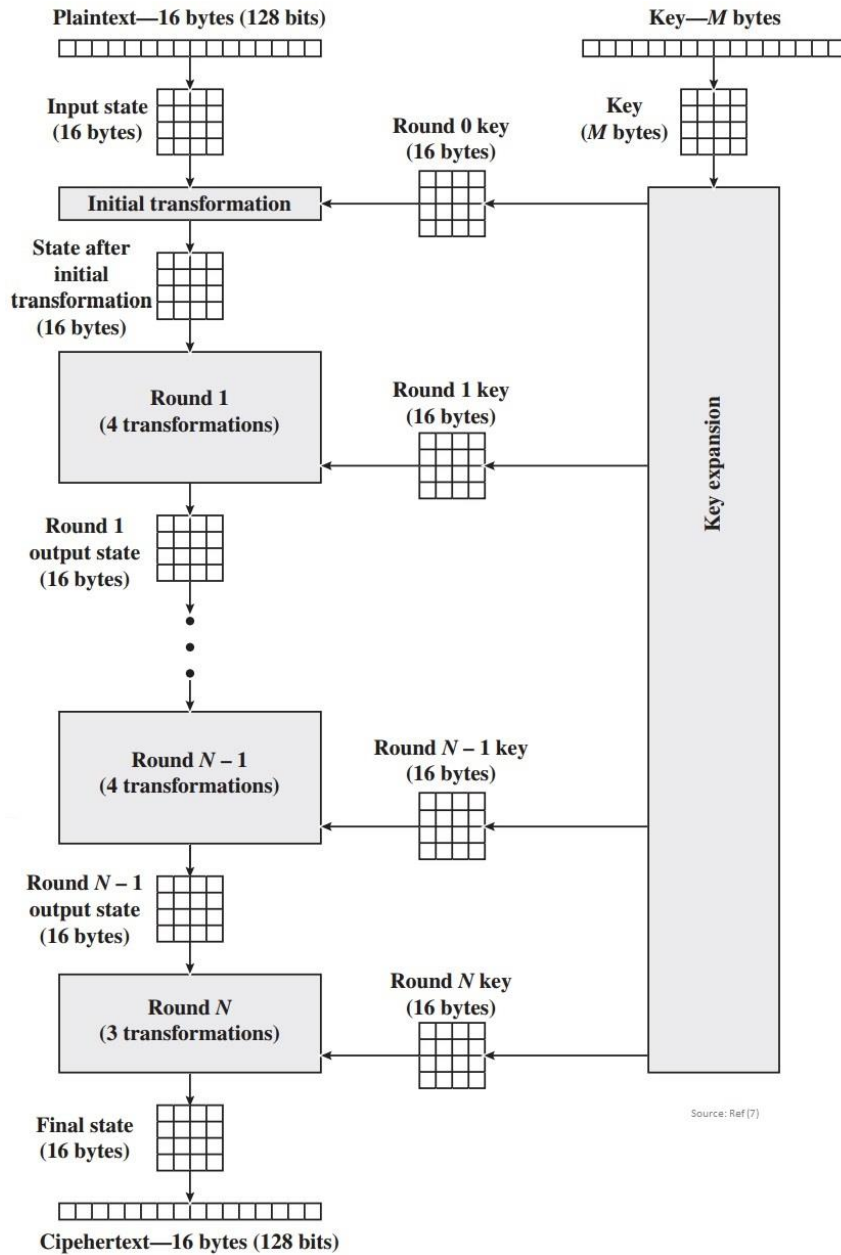 Plaintext—16 bytes (128 bits)
Key—M bytes
Input state
(16 bytes)
Key
(M bytes)
Round 0 key
(16 bytes)
Initial transformation
State after
initial
transformation
(16 bytes)
Round 1
(4 transformations)
Round 1 key
(16 bytes)
Key expansion
Round 1
output state
(16 bytes)
Round N – 1
(4 transformations)
Round N – 1 key
(16 bytes)
Round N – 1
output state
(16 bytes)
Round N
(3 transformations)
Round N key
(16 bytes)
Source: Ref (7)
Final state
(16 bytes)
Cipehertext—16 bytes (128 bits)